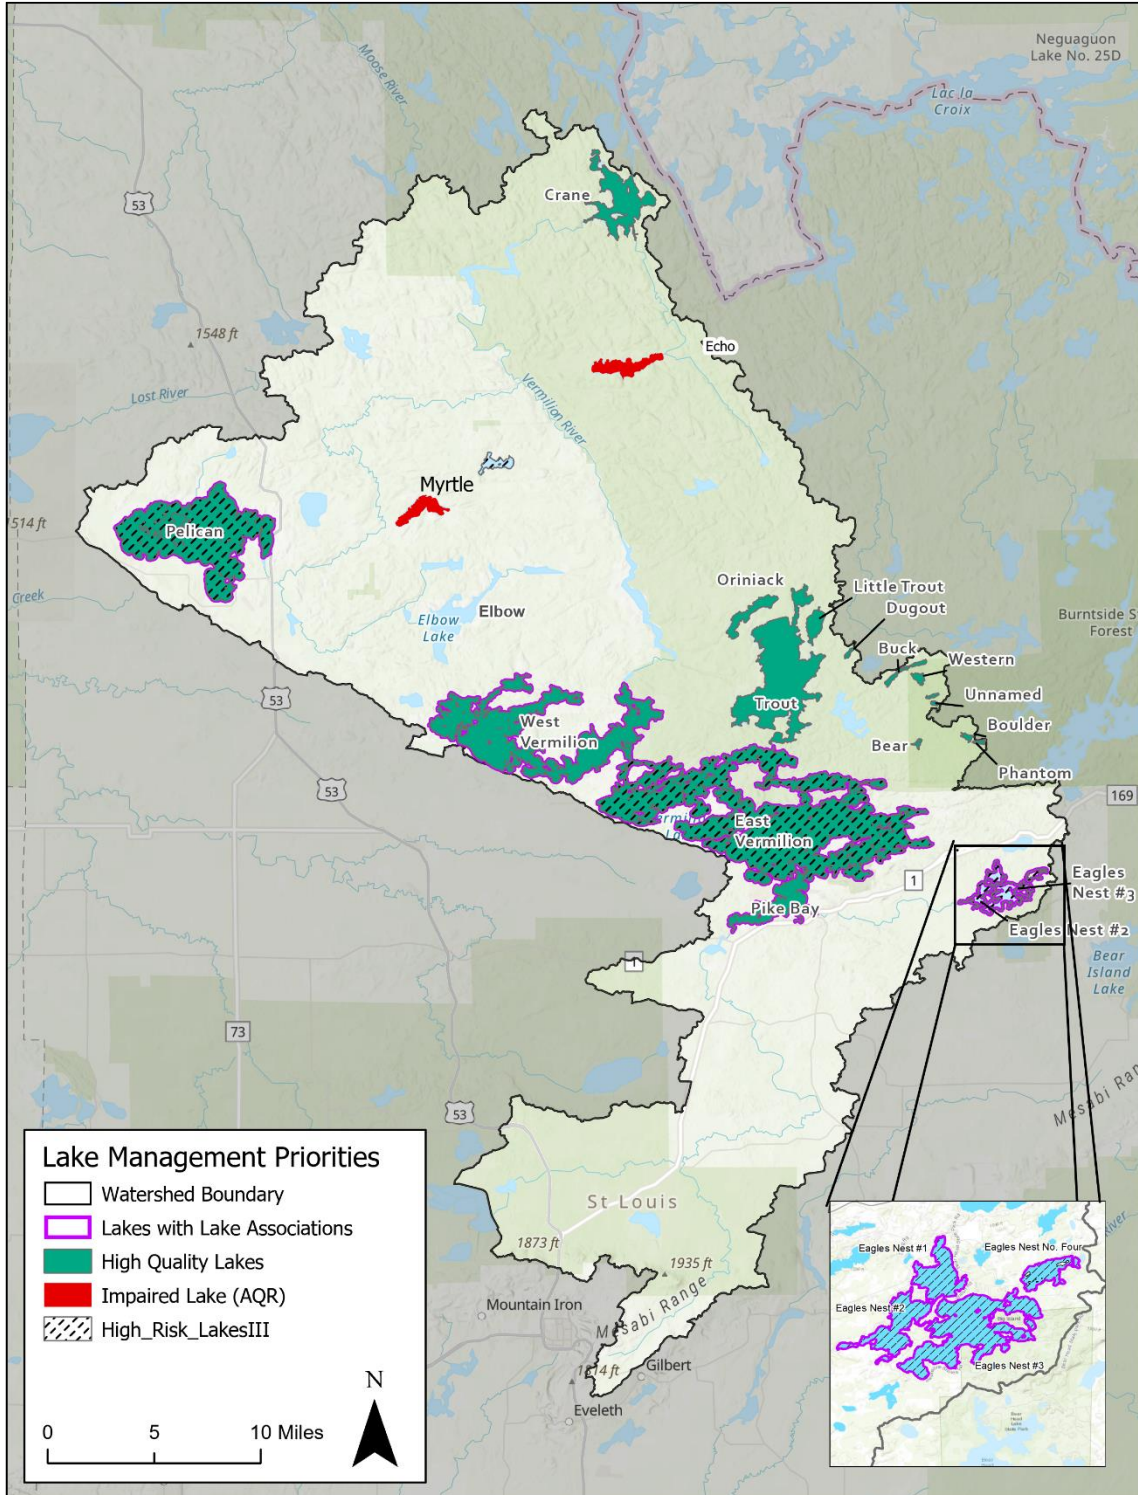 Neguaguon
Lake No. 25D
Moose River
Lac la
Croix
53
Crane
1548 ft
Echo
Lost River
Vermilion River
Myrtle
Pelican
514 ft
Oriniack
Little Trout
Dugout
Creek
Elbow
Elbow
Lake
Burntside S
Forest
Buck
Western
53
Unnamed
Trout
West
Vermilion
Boulder
Bear
Phantom
53
169
East
Vermilion
1
Eagles
Nest #3
Pike Bay
Eagles Nest #2
1
Bear
Island
Lake
73
53
Mesabi Ran
Lake Management Priorities
Watershed Boundary
Lakes with Lake Associations
High Quality Lakes
Impaired Lake (AQR)
High_Risk_LakesIII
N
0 5 10 Miles
St Louis
1873 ft
1935 ft
Mountain Iron
Mesabi Range
Gilbert
Eveleth
River
Eagles Nest #1
Eagles Nest No. Four
Eagles Nest #2
Eagles Nest #3